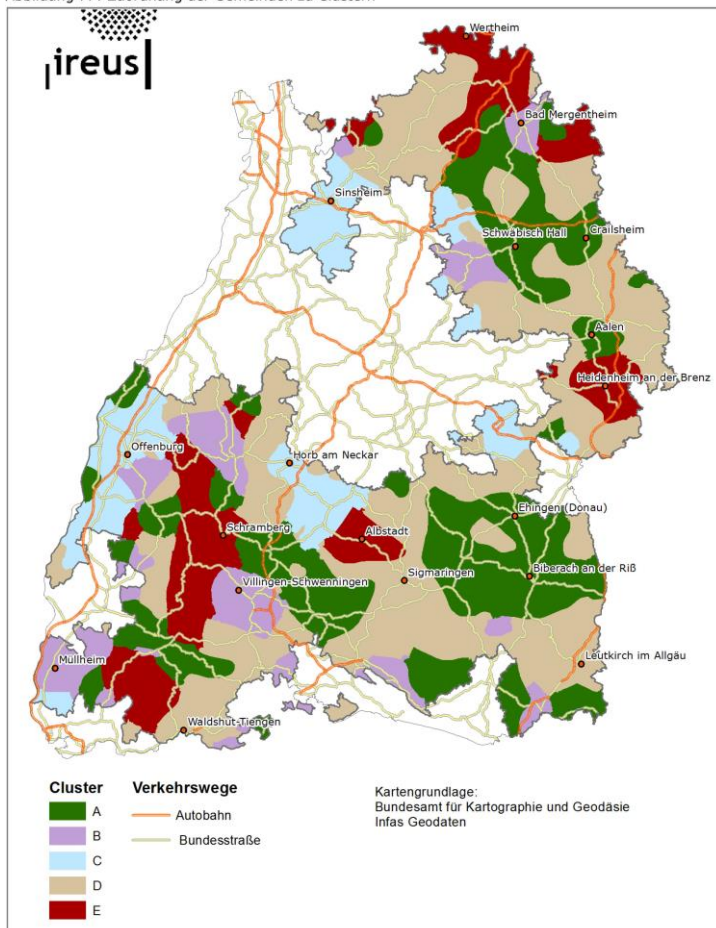 ireus
Wertheim
Bad Mergentheim
Sinsheim
Schwäbisch Hall
Crailsheim
Aalen
Heidenheim an der Brenz
Offenburg
Horb am Neckar
Ehingen (Donau)
Schramberg
Albstadt
Villingen-Schwenningen
Sigmaringen
Biberach an der Riß
Müllheim
Leutkirch im Allgäu
Waldshut-Tiengen
Cluster
A
B
C
D
E
Verkehrswege
Autobahn
Bundesstraße
Kartengrundlage:
Bundesamt für Kartographie und Geodäsie
Infas Geodaten